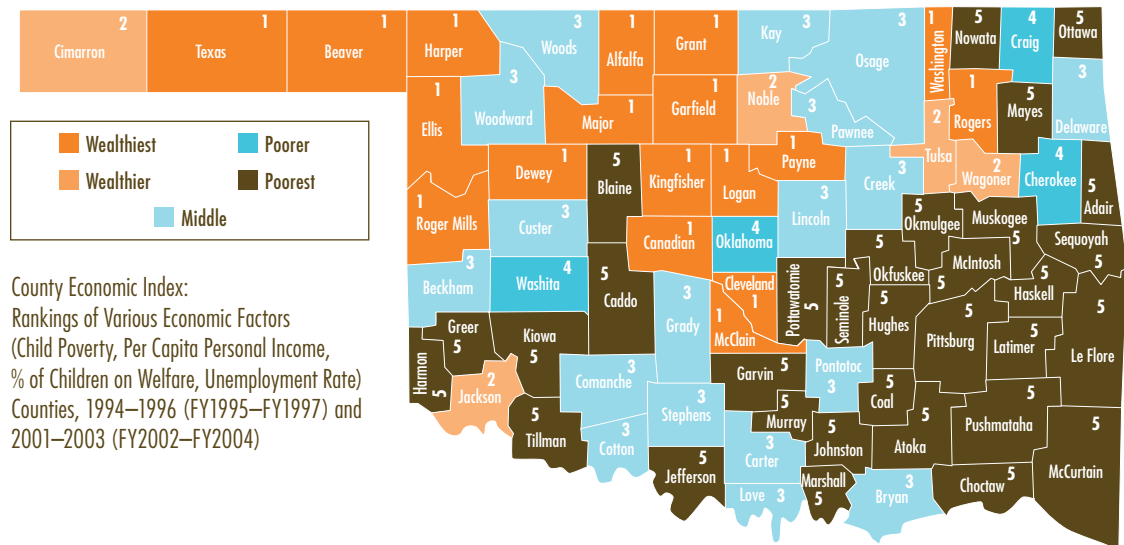 Cimarron 2
Texas 1
Beaver 1
Harper 1
Woods 3
Alfalfa 1
Grant 1
Kay 3
Osage 3
Washington 1
Nowata 5
Craig 4
Ottawa 5
Ellis 1
Woodward 3
Major 1
Garfield 1
Noble 2
Pawnee 3
Tulsa 2
Rogers 1
Mayes 5
Delaware 3
Wealthiest
Poorer
Wealthier
Poorest
Middle
Roger Mills 1
Dewey 1
Blaine 5
Kingfisher 1
Logan 1
Payne 1
Creek 3
Wagoner 2
Cherokee 4
Adair 5
Custer 3
Canadian 1
Oklahoma 4
Lincoln 3
Okmulgee 5
Muskogee 5
Sequoyah 5
Beckham 3
Washita 4
Caddo 5
Grady 3
Cleveland 1
McClain 1
Pottawatomie 5
Seminole 5
Okfuskee 5
McIntosh 5
Haskell 5
Hughes 5
Pittsburg 5
Latimer 5
Le Flore 5
County Economic Index:
Rankings of Various Economic Factors
(Child Poverty, Per Capita Personal Income,
% of Children on Welfare, Unemployment Rate)
Counties, 1994–1996 (FY1995–FY1997) and
2001–2003 (FY2002–FY2004)
Harmon 5
Greer 5
Kiowa 5
Jackson 2
Tillman 5
Comanche 3
Cotton 3
Stephens 3
Jefferson 5
Garvin 5
Murray 5
Carter 3
Love 3
Pontotoc 3
Johnston 5
Marshall 5
Coal 5
Atoka 5
Bryan 3
Pushmataha 5
Choctaw 5
McCurtain 5